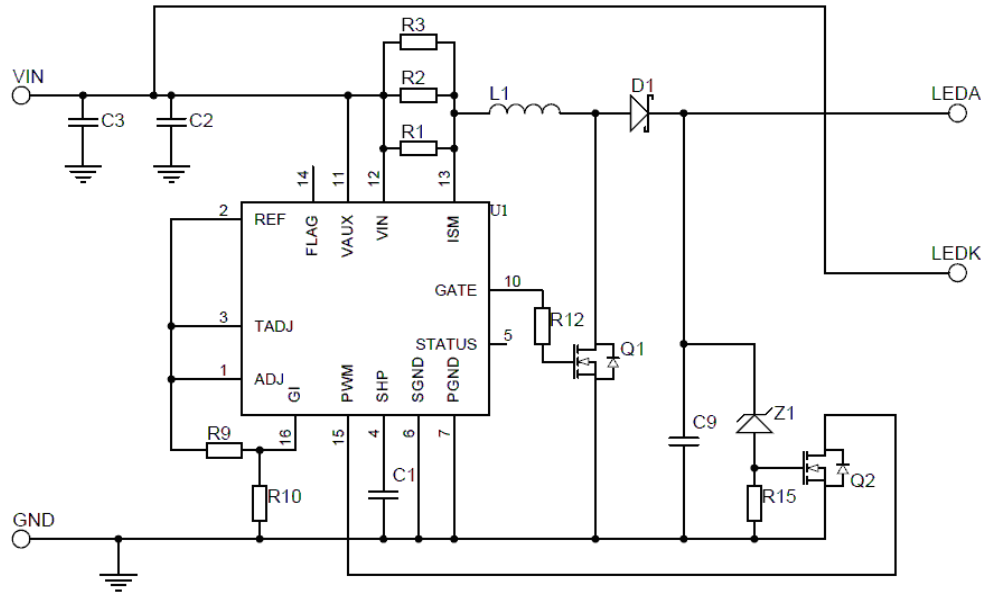 R3
VIN
R2
L1
D1
LEDA
C3
C2
R1
14
11
12
13
U1
2
REF
FLAG
VAUX
VIN
ISM
LEDK
GATE
10
3
TADJ
R12
STATUS
5
Q1
1
ADJ
GI
PWM
SHP
SGND
PGND
R9
16
15
4
6
7
C9
Z1
C1
R10
R15
Q2
GND